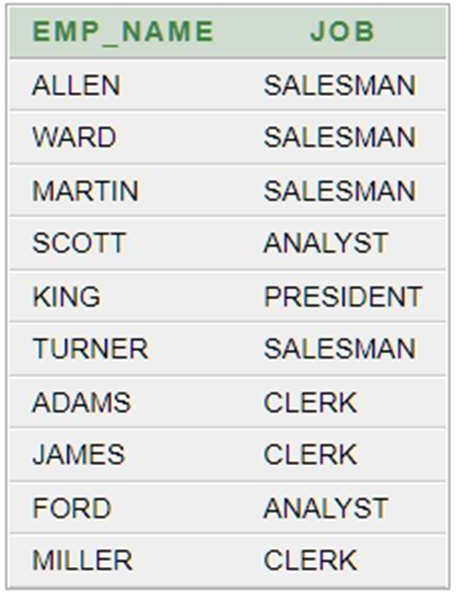 EMP_NAME JOB
ALLEN SALESMAN
WARD SALESMAN
MARTIN SALESMAN
SCOTT ANALYST
KING PRESIDENT
TURNER SALESMAN
ADAMS CLERK
JAMES CLERK
FORD ANALYST
MILLER CLERK